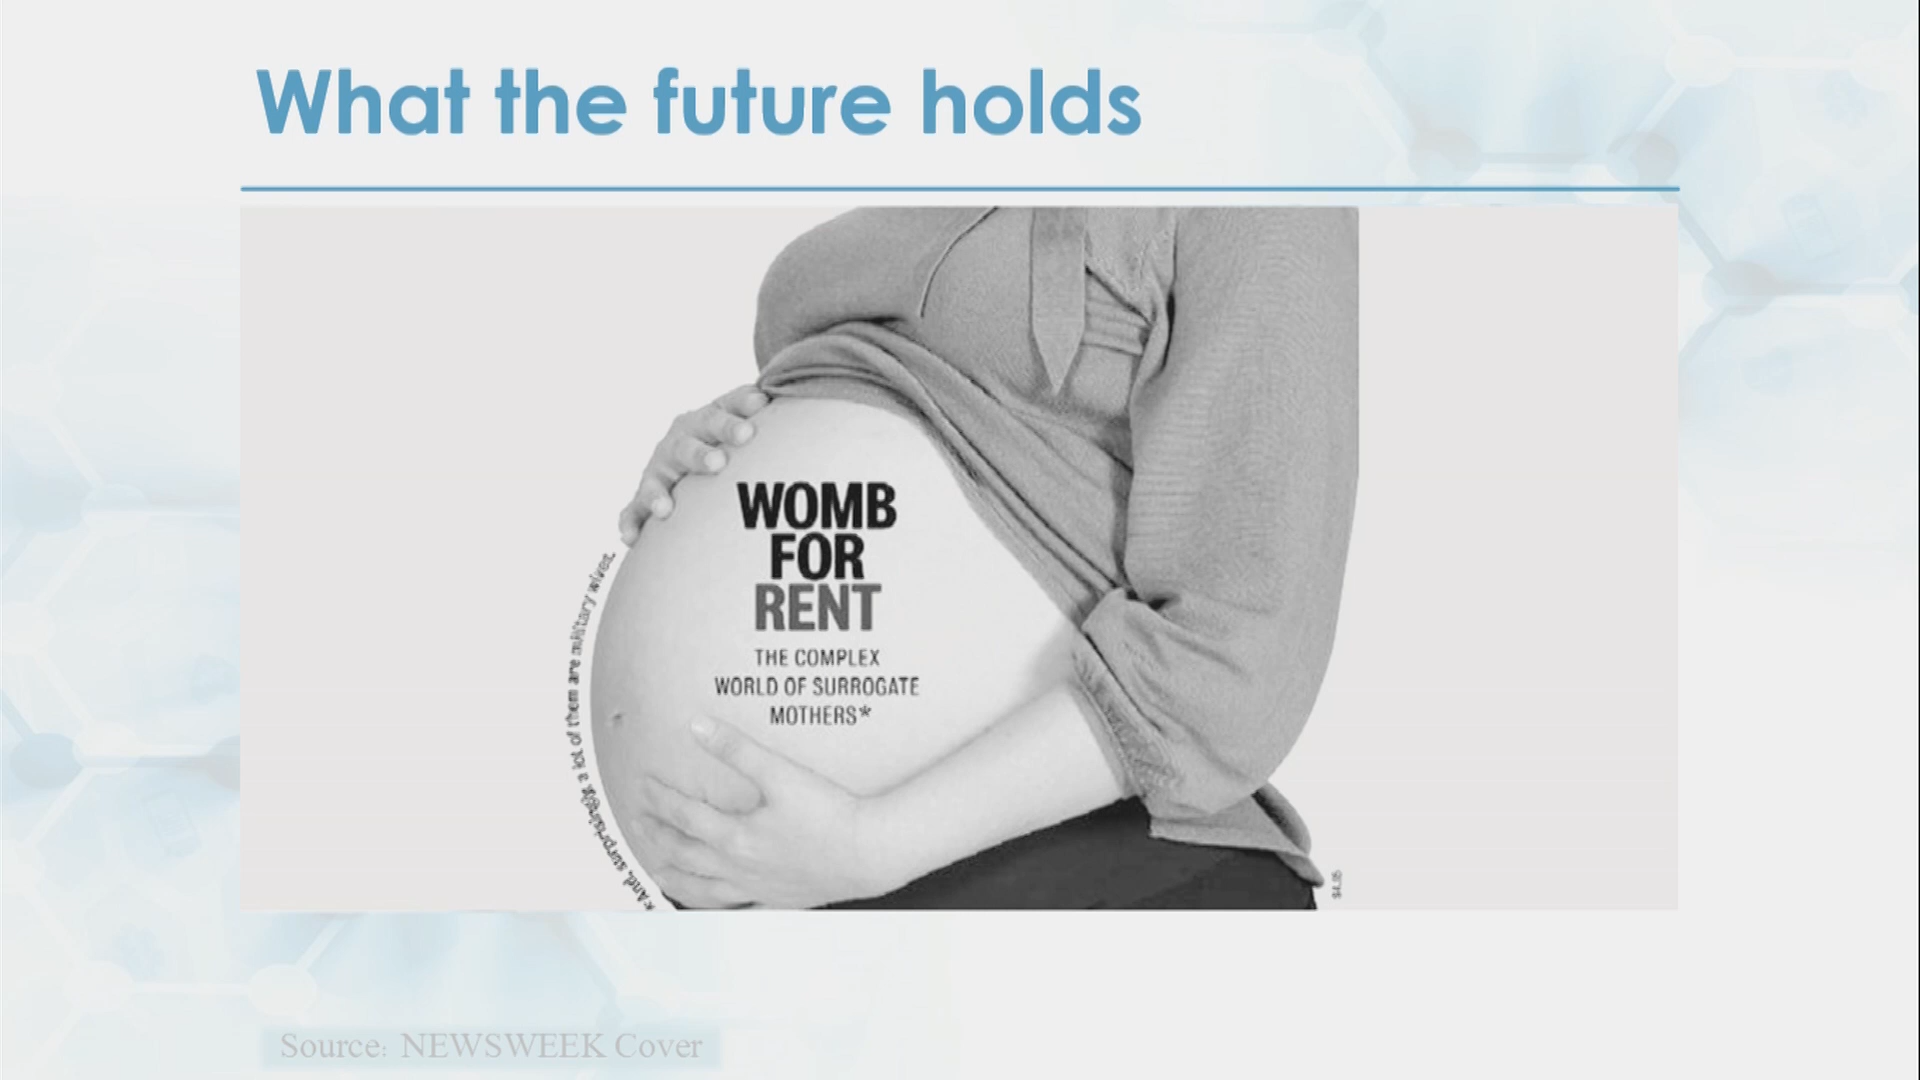 What the future holds
WOMB
FOR
RENT
THE COMPLEX
WORLD OF SURROGATE
MOTHERS*
*And, surprisingly, a lot of them are military wives.
Source: NEWSWEEK Cover